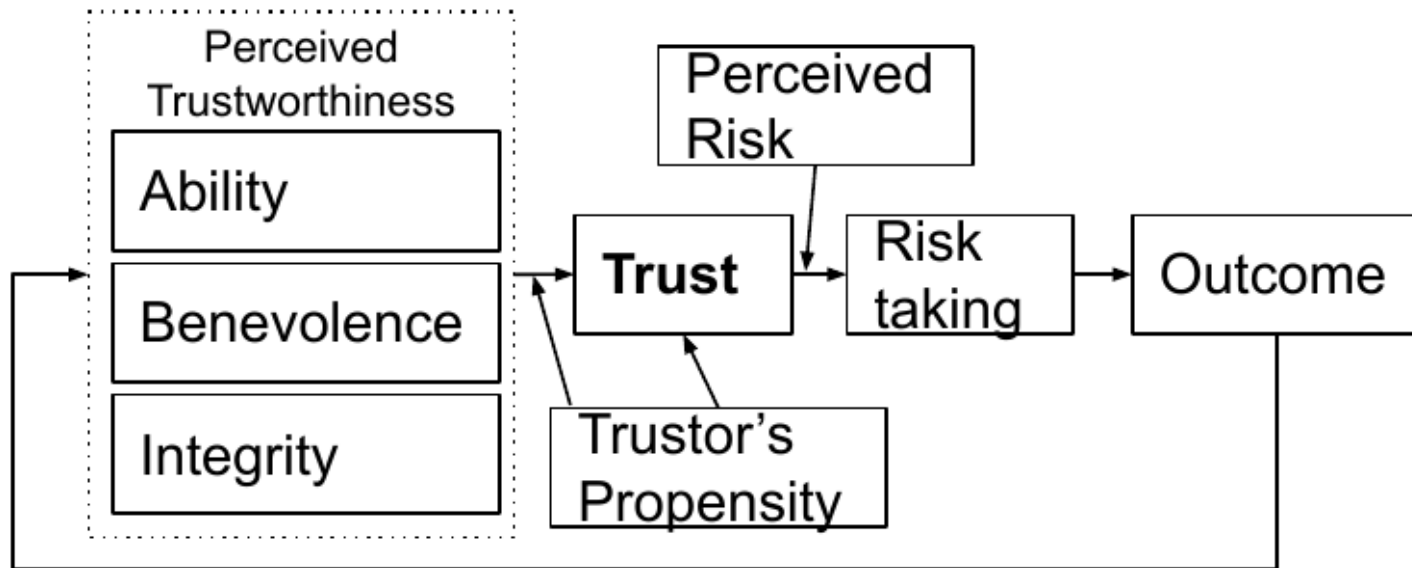 Perceived
Trustworthiness
Ability
Benevolence
Integrity
Trust
Perceived
Risk
Risk
taking
Outcome
Trustor’s
Propensity